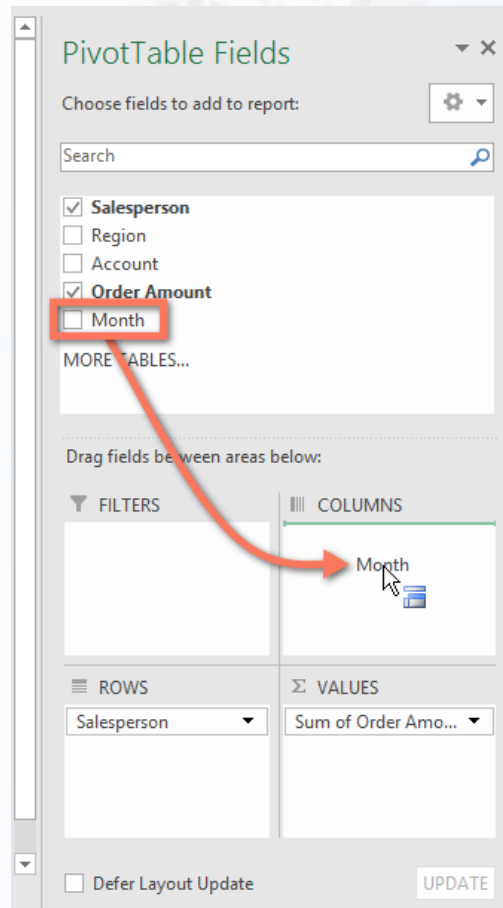 PivotTable Fields
Choose fields to add to report:
Search
Salesperson
Region
Account
Order Amount
Month
MORE TABLES...
Drag fields between areas below:
FILTERS
COLUMNS
Month
ROWS
Σ VALUES
Salesperson
Sum of Order Amo...
Defer Layout Update
UPDATE